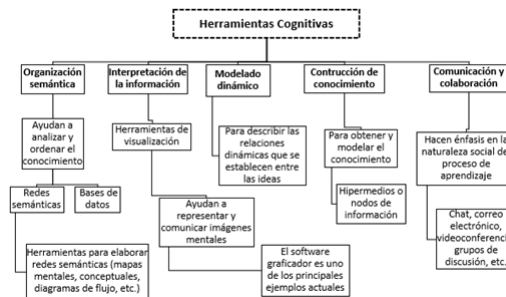 Herramientas Cognitivas
Organización
semántica
Interpretación de
la información
Modelado
dinámico
Contrucción de
conocimiento
Comunicación y
colaboración
Ayudan a
analizar y
ordenar el
conocimiento
Herramientas de
visualización
Para describir las
relaciones
dinámicas que se
establecen entre
las ideas
Para obtener y
modelar el
conocimiento
Hacen énfasis en la
naturaleza social de
proceso de
aprendizaje
Redes
semánticas
Bases de
datos
Ayudan a
representar y
comunicar imágenes
mentales
Hipermedios o
nodos de
información
Herramientas para elaborar
redes semánticas (mapas
mentales, conceptuales,
diagramas de flujo, etc.)
El software
graficador es uno
de los principales
ejemplos actuales
Chat, correo
electrónico,
videoconferenci
grupos de
discusión, etc.